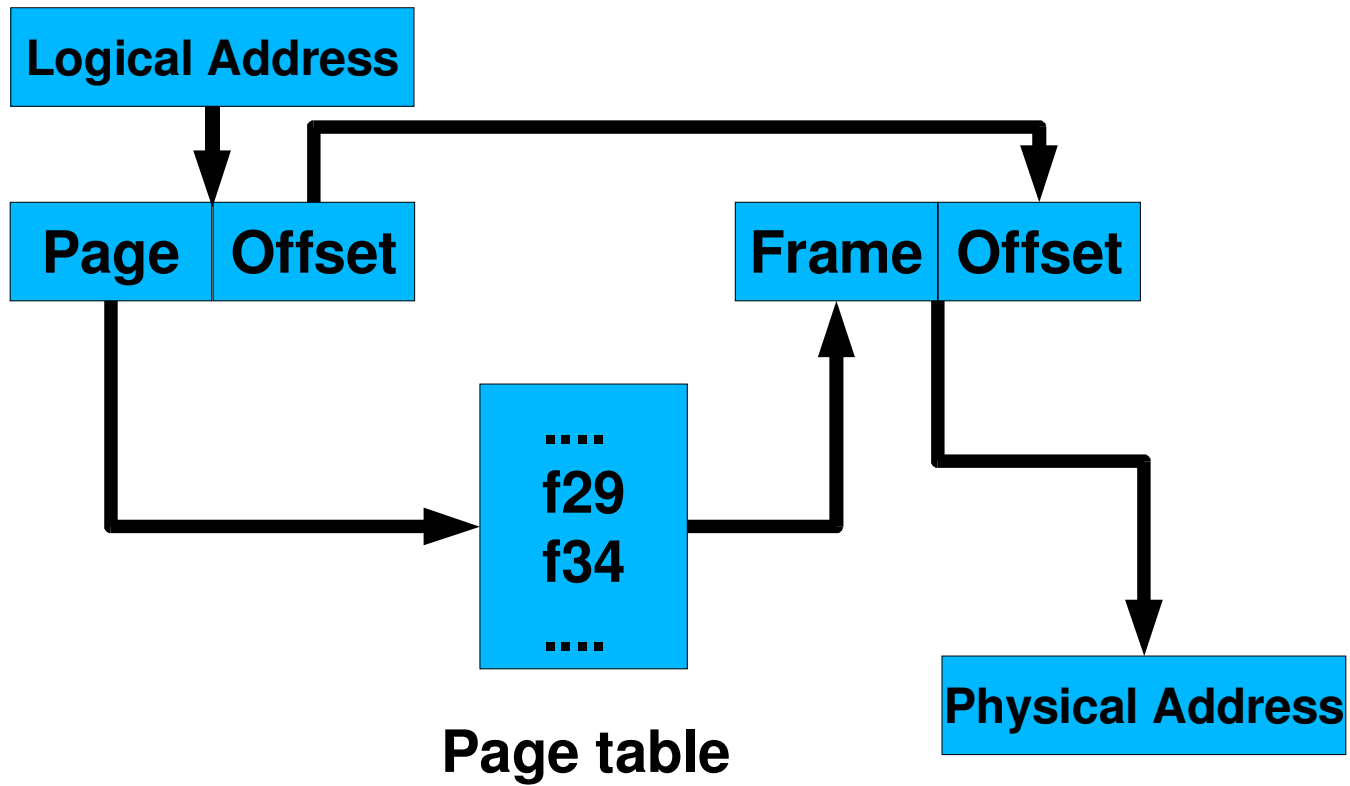 Logical Address
Page Offset
Frame Offset
....
f29
f34
....
Physical Address
Page table